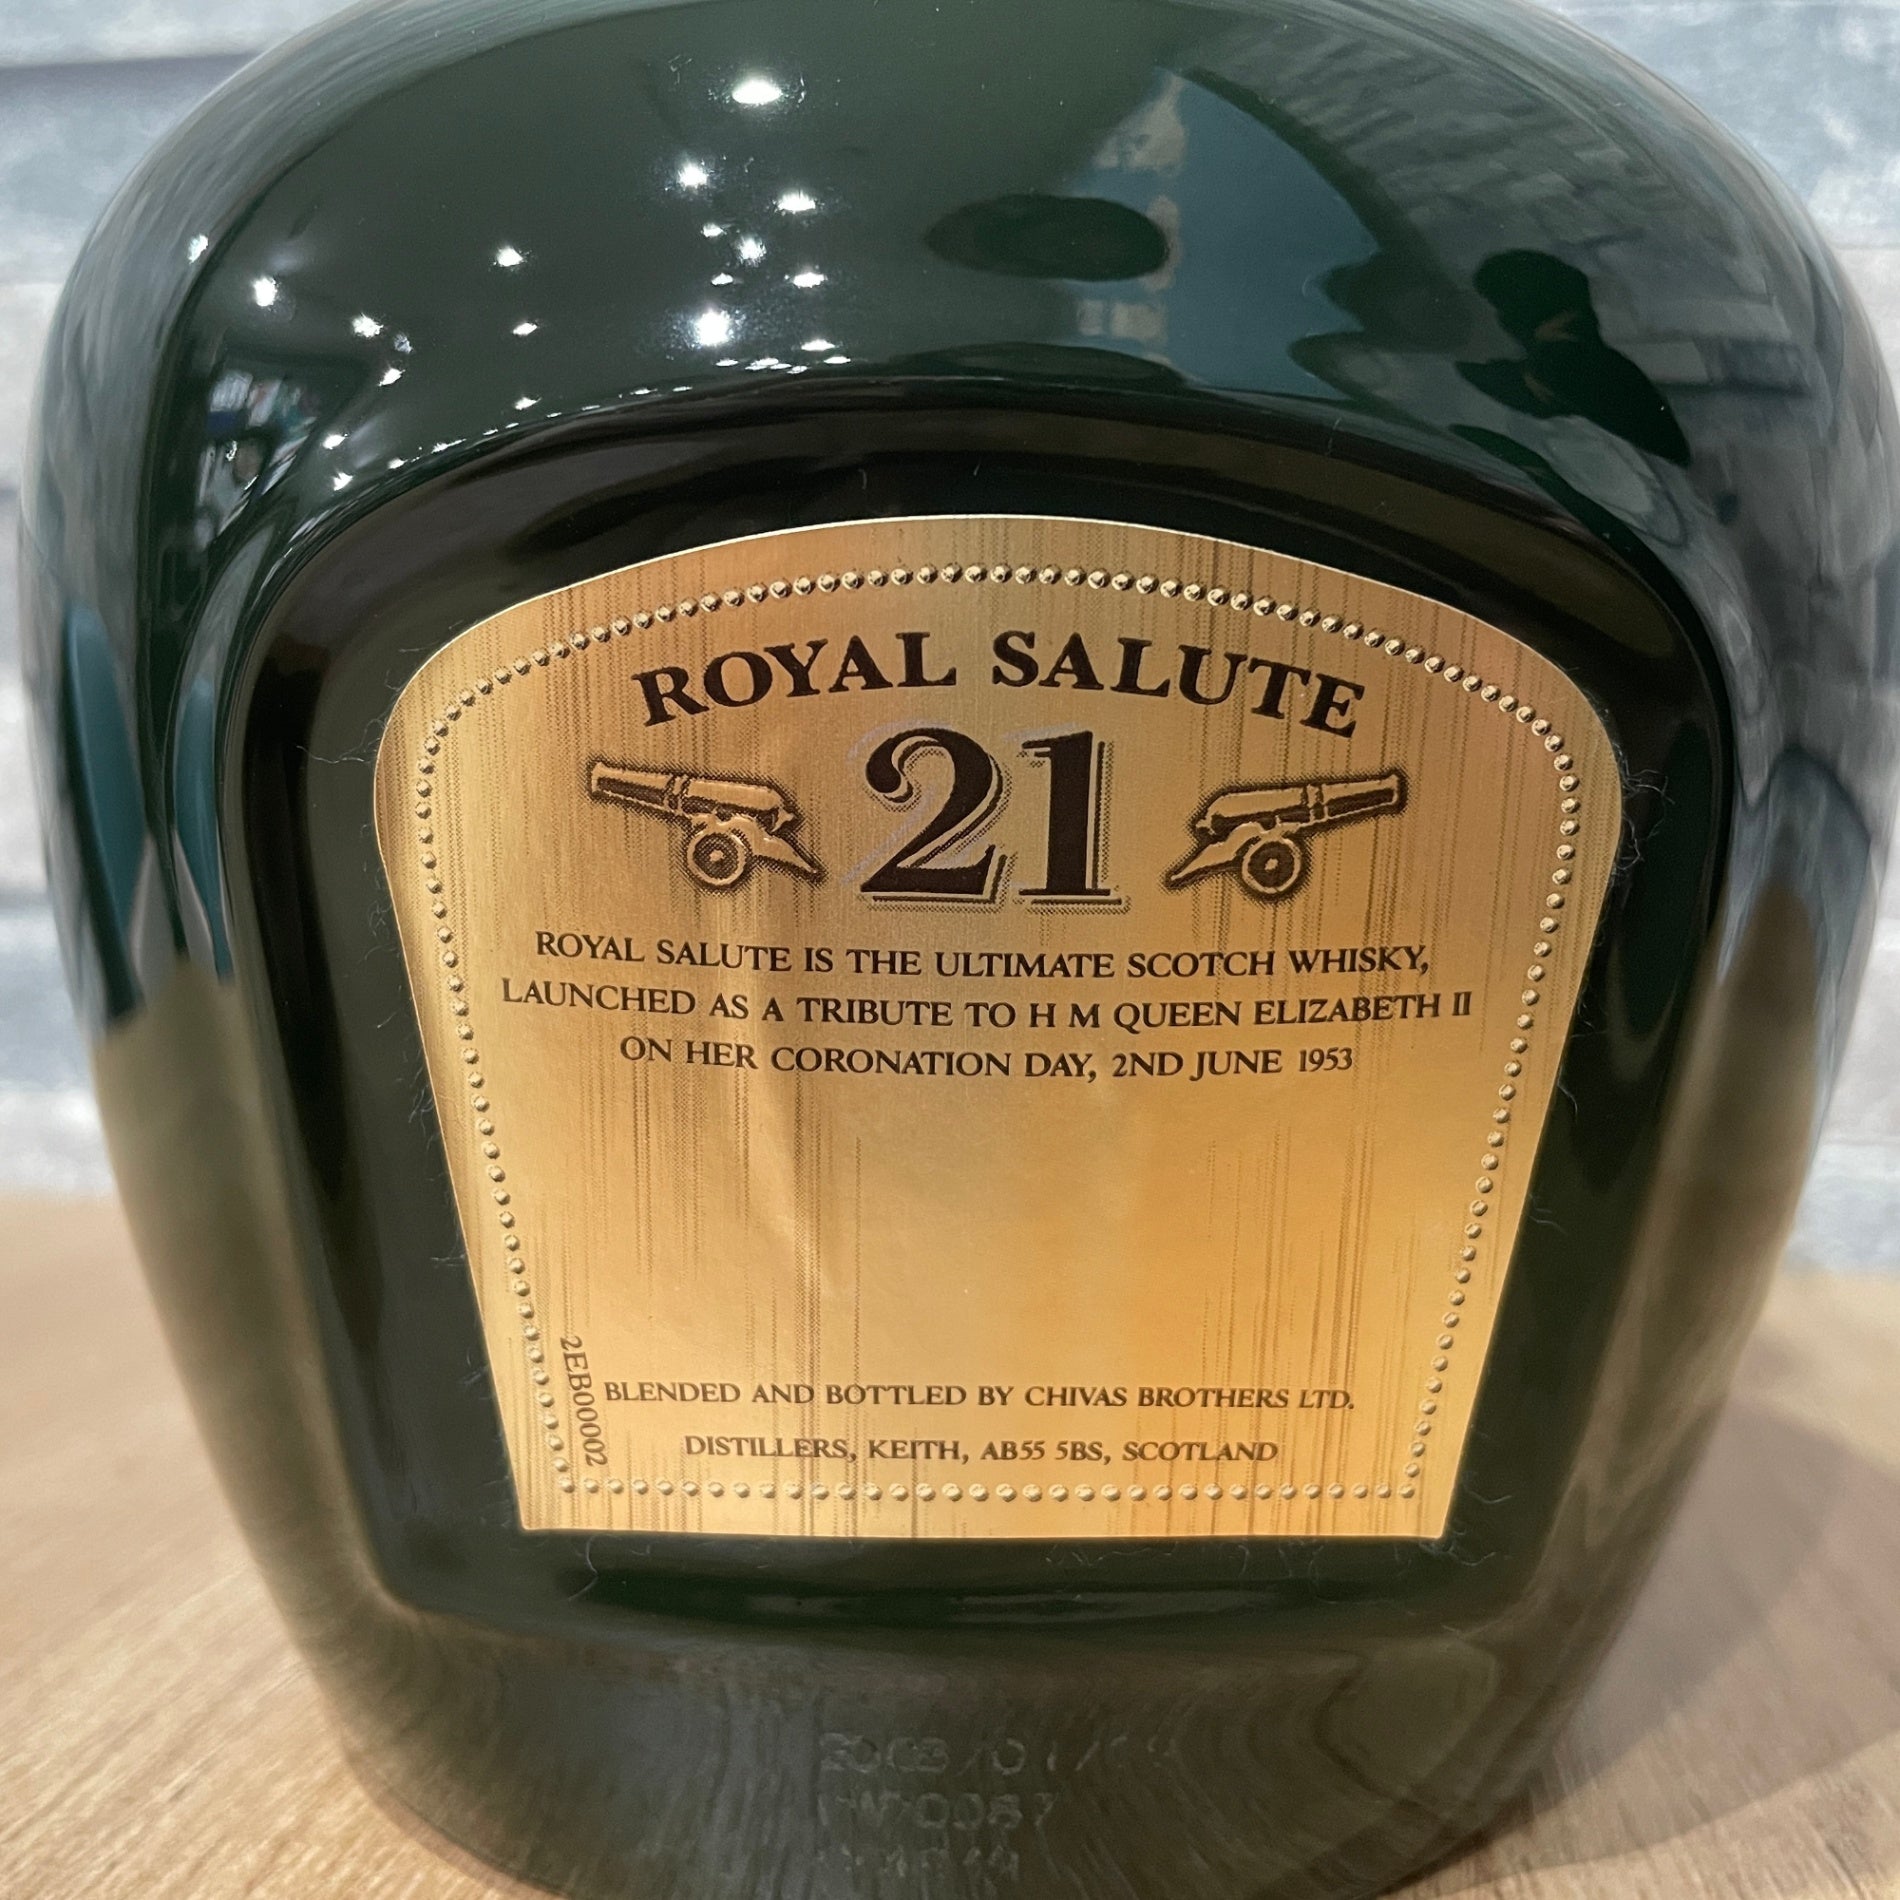 ROYAL SALUTE
21
ROYAL SALUTE IS THE ULTIMATE SCOTCH WHISKY,
LAUNCHED AS A TRIBUTE TO H M QUEEN ELIZABETH II
ON HER CORONATION DAY, 2ND JUNE 1953
2EB00002
BLENDED AND BOTTLED BY CHIVAS BROTHERS LTD.
DISTILLERS, KEITH, AB55 5BS, SCOTLAND